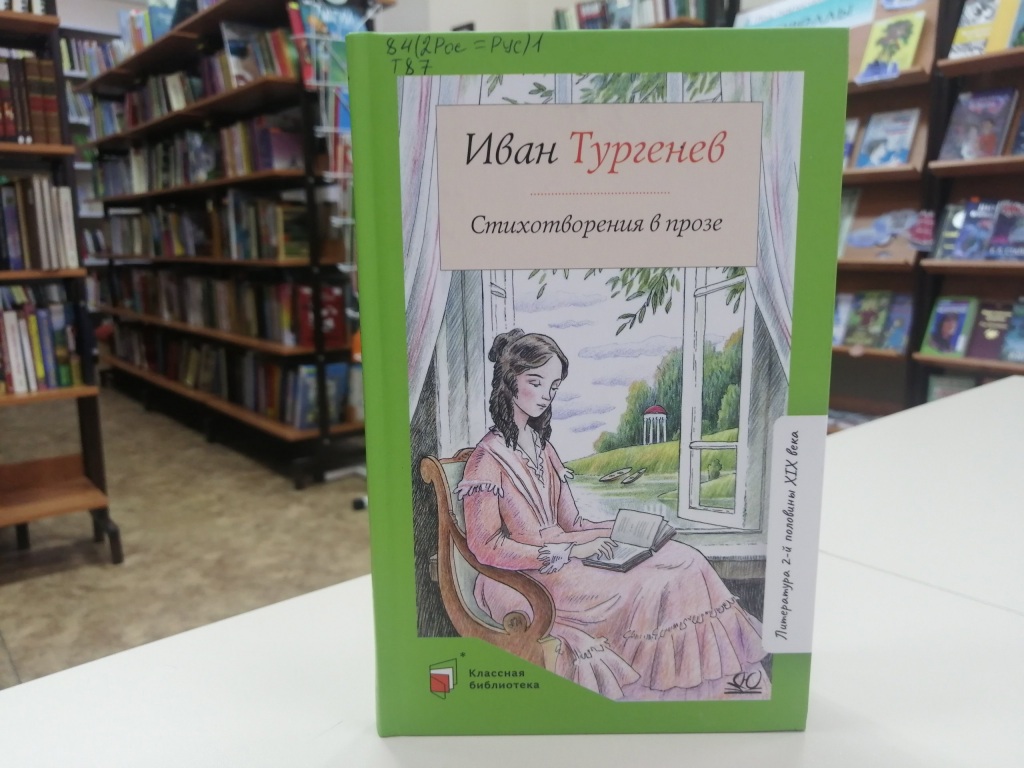 84(2Рос=Рус)1
Т87
Иван Тургенев
Стихотворения в прозе
Литература 2-й половины XIX века
Классная
библиотека